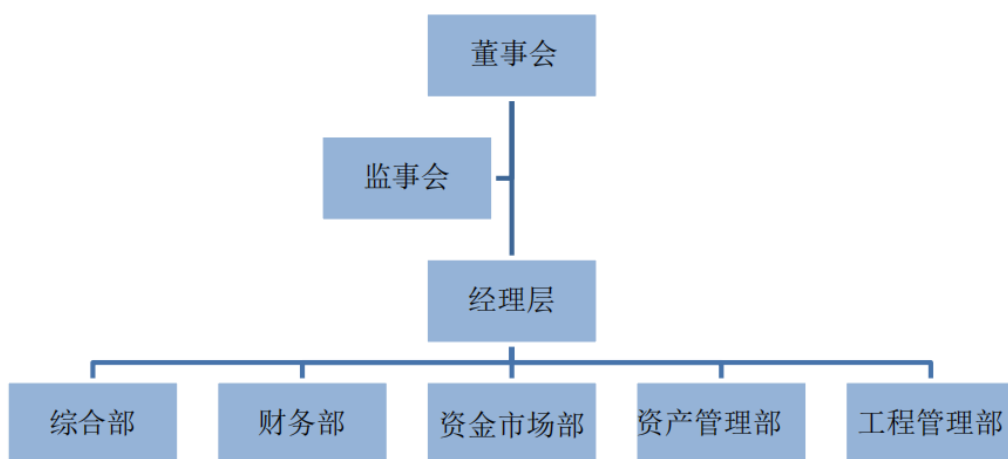 董事会
监事会
经理层
综合部
财务部
资金市场部
资产管理部
工程管理部